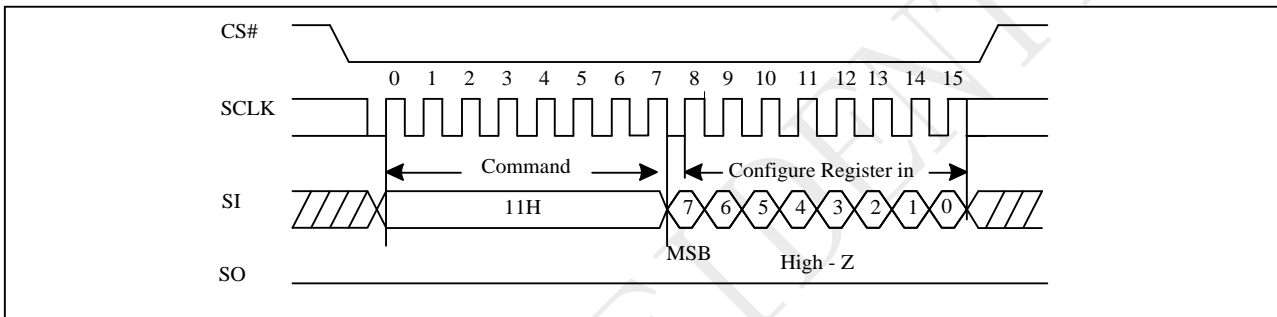 CS#
0 1 2 3 4 5 6 7 8 9 10 11 12 13 14 15
SCLK
Command
Configure Register in
SI
11H
7 6 5 4 3 2 1 0
MSB
High - Z
SO